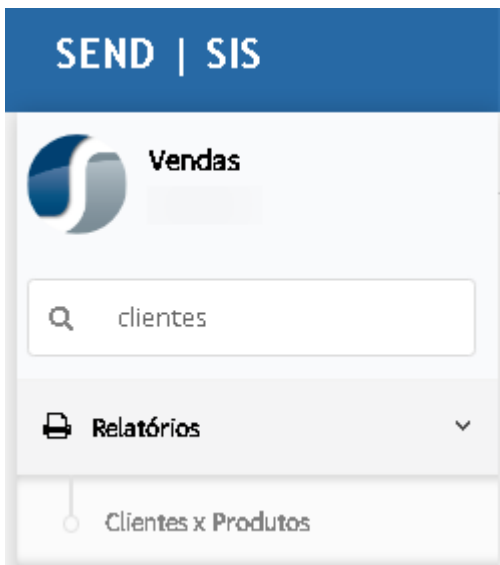 SEND | SIS
Vendas
clientes
Relatórios
Clientes x Produtos